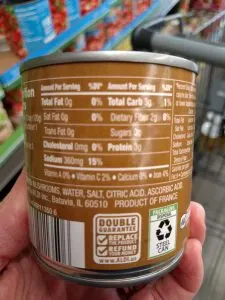 Amount Per Serving %DV* Amount Per Serving %DV*
Total Fat 0g 0% Total Carb 3g 1%
Sat Fat 0g 0% Dietary Fiber 2g 8%
Trans Fat 0g Sugars
Cholesterol 0mg 0% Protein
Sodium 360mg 15%
Vitamin A 0% • Vitamin C 2% • Calcium 0% • Iron 4%
MUSHROOMS, WATER, SALT, CITRIC ACID, ASCORBIC ACID
Batavia, IL 60510 PRODUCT OF FRANCE
DOUBLE
GUARANTEE
REPLACE
THE PRODUCT
REFUND
YOUR MONEY
www.ALDI.us
STEEL
CAN